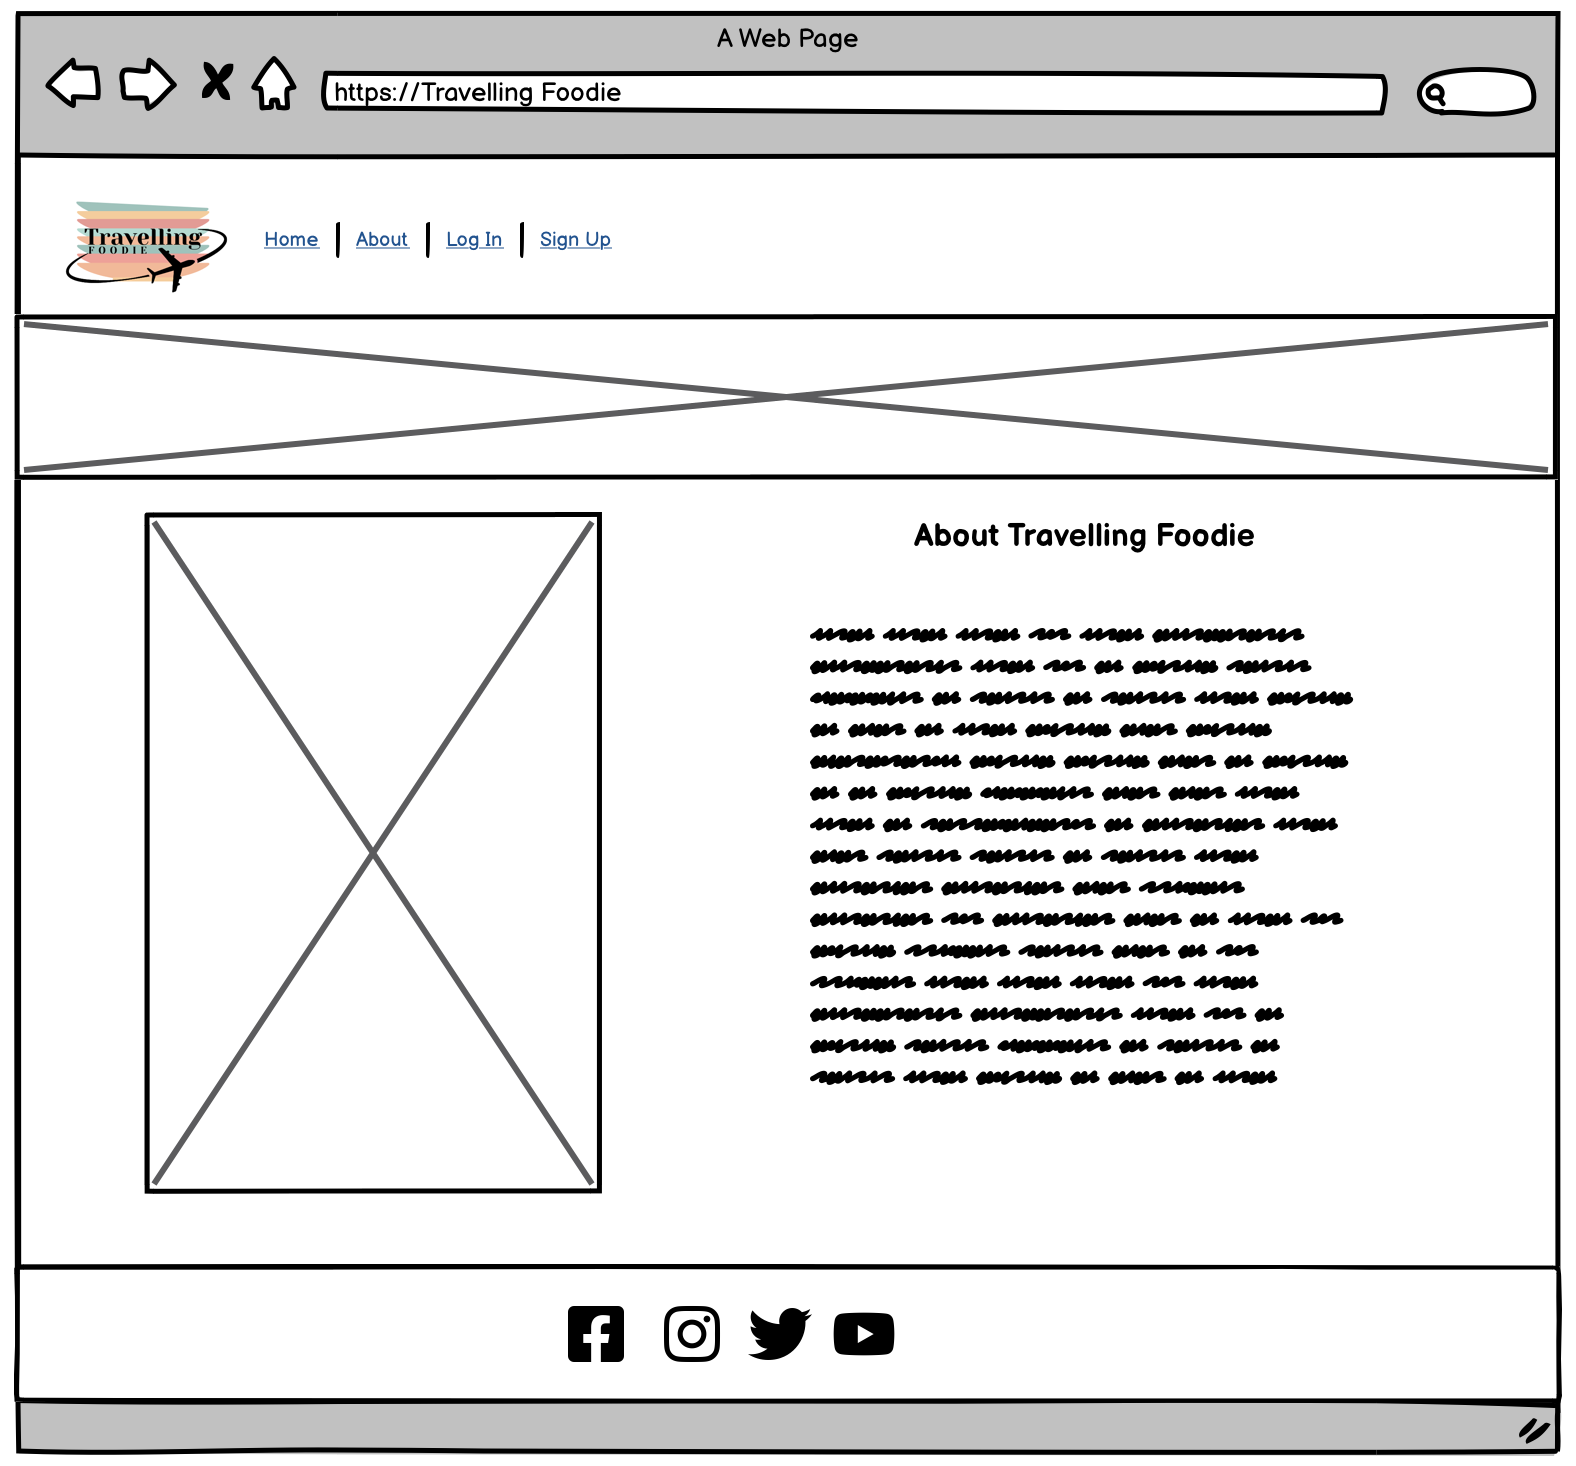 A Web Page
https://Travelling Foodie
Travelling
FOODIE
Home About Log In Sign Up
About Travelling Foodie